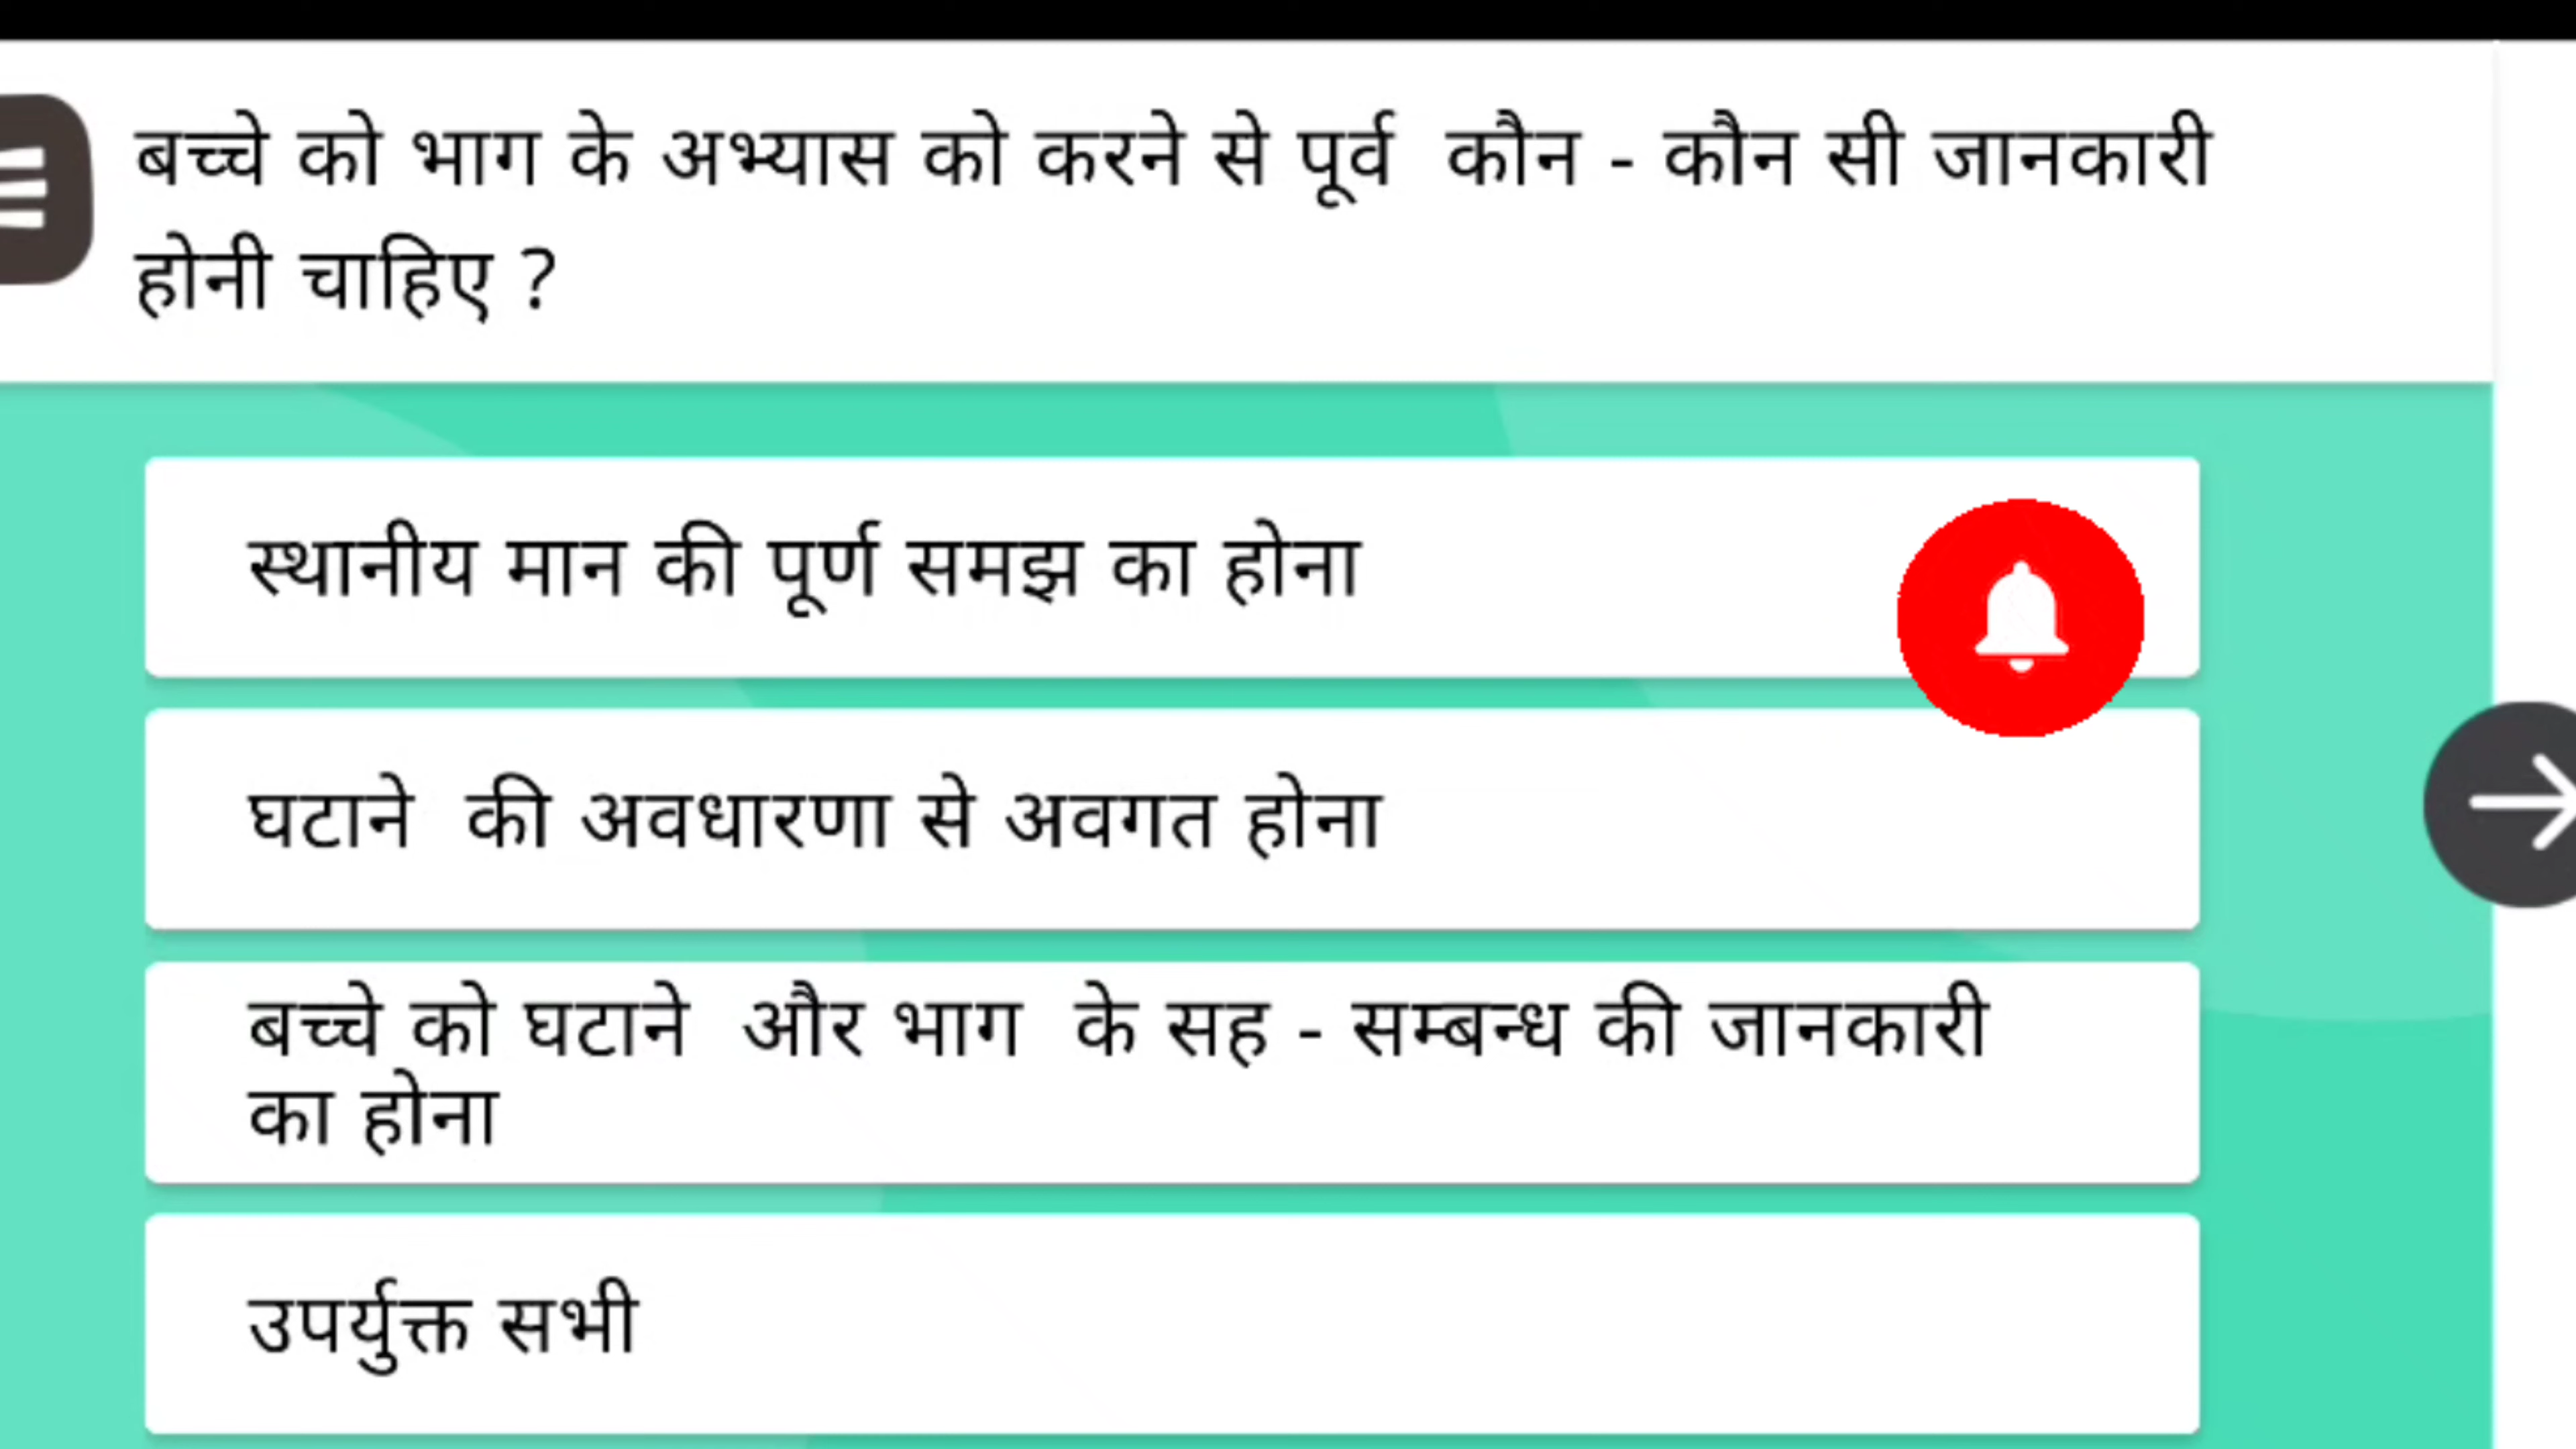 बच्चे को भाग के अभ्यास को करने से पूर्व कौन - कौन सी जानकारी
होनी चाहिए ?
स्थानीय मान की पूर्ण समझ का होना
घटाने की अवधारणा से अवगत होना
बच्चे को घटाने और भाग के सह - सम्बन्ध की जानकारी
का होना
उपर्युक्त सभी